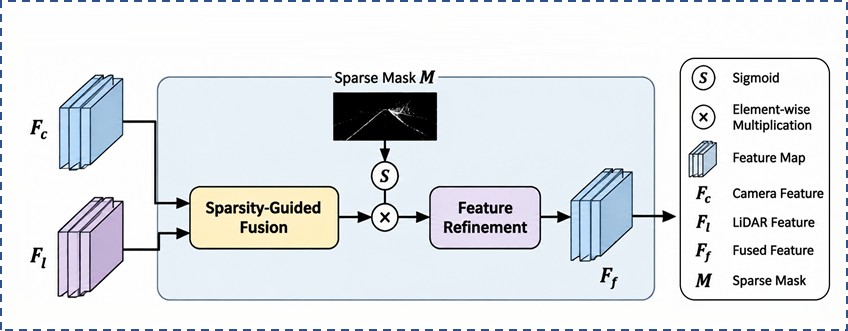 Sparse Mask M
F_c
S
Sparsity-Guided
Fusion
×
Feature
Refinement
F_l
F_f
S Sigmoid
× Element-wise
Multiplication
Feature Map
F_c Camera Feature
F_l LiDAR Feature
F_f Fused Feature
M Sparse Mask